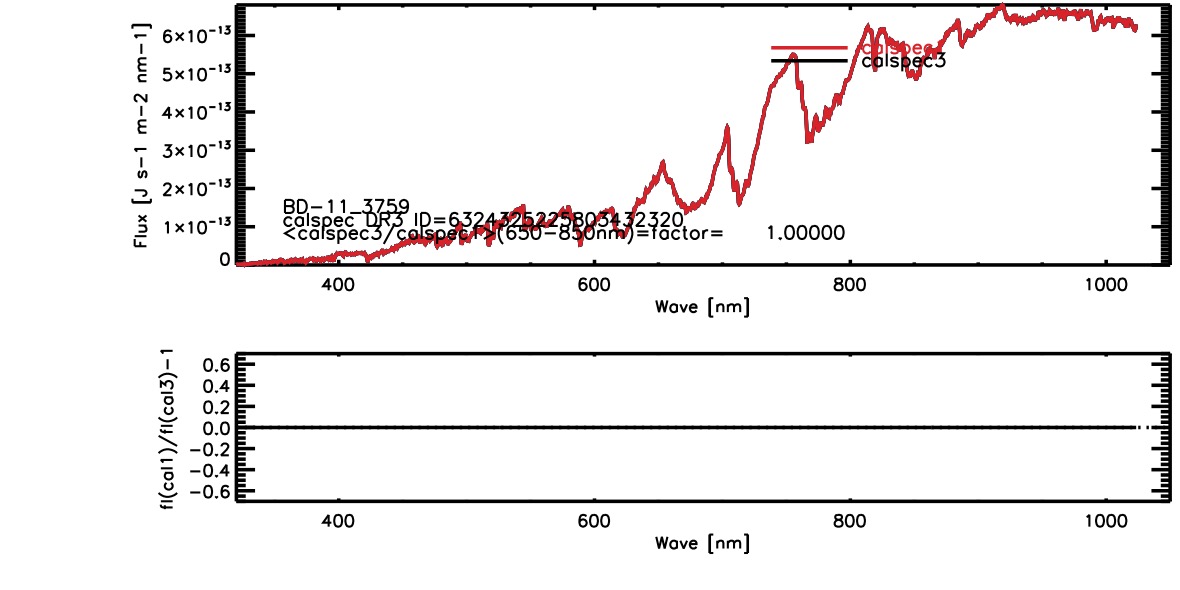 Flux [J s-1 m-2 nm-1]
6×10-13
5×10-13
4×10-13
3×10-13
2×10-13
1×10-13
0
calspec
calspec3
BD-11_3759
calspec DR3 ID=6324325225803432320
<calspec3/calspec1>(650-850nm)=factor= 1.00000
400 600 800 1000
Wave [nm]
fl(cal1)/fl(cal3)-1
0.6
0.4
0.2
0.0
-0.2
-0.4
-0.6
400 600 800 1000
Wave [nm]